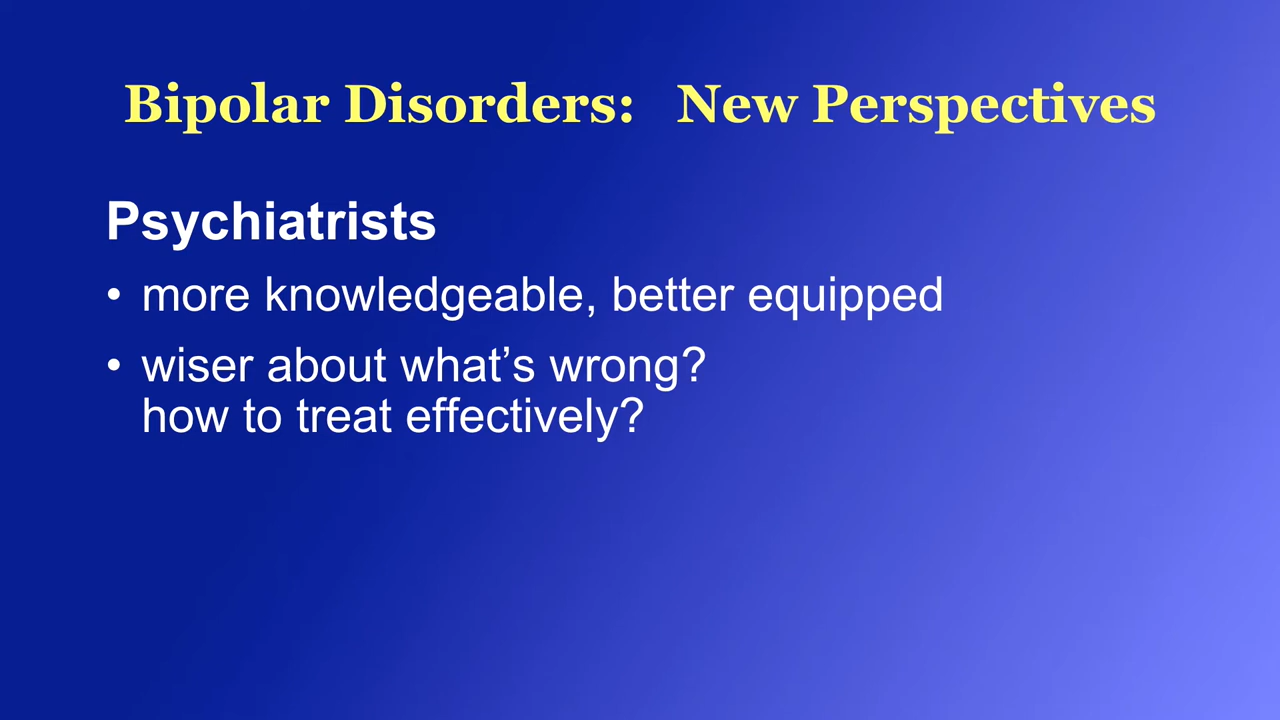 Bipolar Disorders: New Perspectives
Psychiatrists
• more knowledgeable, better equipped
• wiser about what’s wrong?
how to treat effectively?